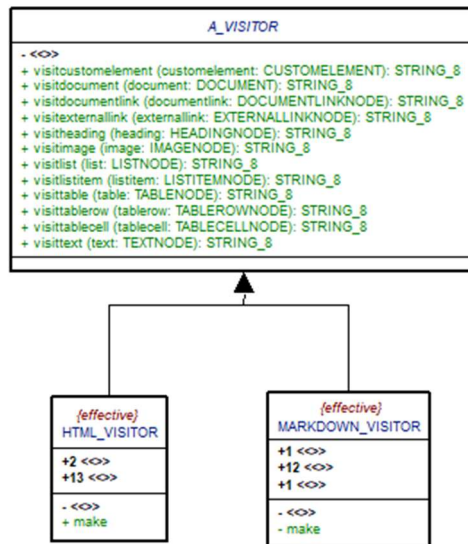 A_VISITOR
- <<>>
+ visitcustomelement (customelement: CUSTOMELEMENT): STRING_8
+ visitdocument (document: DOCUMENT): STRING_8
+ visitdocumentlink (documentlink: DOCUMENTLINKNODE): STRING_8
+ visitexternallink (externallink: EXTERNALLINKNODE): STRING_8
+ visitheading (heading: HEADINGNODE): STRING_8
+ visitimage (image: IMAGENODE): STRING_8
+ visitlist (list: LISTNODE): STRING_8
+ visitlistitem (listitem: LISTITEMNODE): STRING_8
+ visittable (table: TABLENODE): STRING_8
+ visittablerow (tablerow: TABLEROWNODE): STRING_8
+ visittablecell (tablecell: TABLECELLNODE): STRING_8
+ visittext (text: TEXTNODE): STRING_8
{effective}
HTML_VISITOR
+2 <<>>
+13 <<>>
- <<>>
+ make
{effective}
MARKDOWN_VISITOR
+1 <<>>
+12 <<>>
+1 <<>>
- <<>>
- make